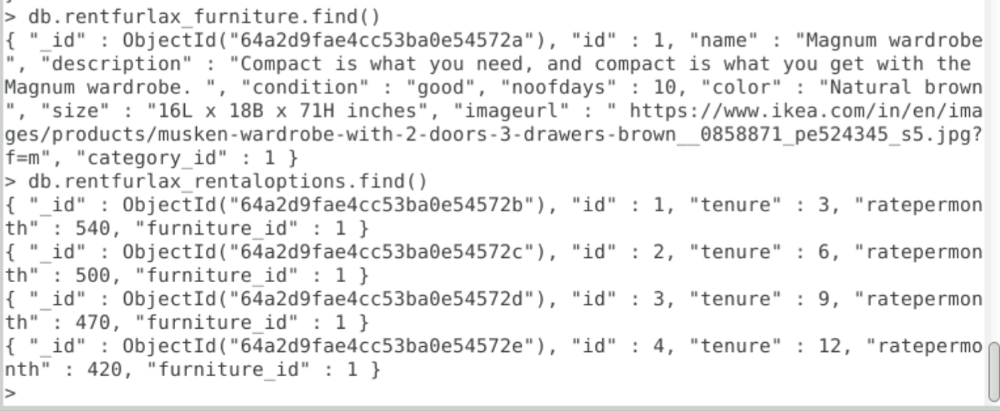 > db.rentfurlax_furniture.find()
{ "_id" : ObjectId("64a2d9fae4cc53ba0e54572a"), "id" : 1, "name" : "Magnum wardrobe
", "description" : "Compact is what you need, and compact is what you get with the
Magnum wardrobe. ", "condition" : "good", "noofdays" : 10, "color" : "Natural brown
", "size" : "16L x 18B x 71H inches", "imageurl" : " https://www.ikea.com/in/en/ima
ges/products/musken-wardrobe-with-2-doors-3-drawers-brown__0858871_pe524345_s5.jpg?
f=m", "category_id" : 1 }
> db.rentfurlax_rentaloptions.find()
{ "_id" : ObjectId("64a2d9fae4cc53ba0e54572b"), "id" : 1, "tenure" : 3, "ratepermon
th" : 540, "furniture_id" : 1 }
{ "_id" : ObjectId("64a2d9fae4cc53ba0e54572c"), "id" : 2, "tenure" : 6, "ratepermon
th" : 500, "furniture_id" : 1 }
{ "_id" : ObjectId("64a2d9fae4cc53ba0e54572d"), "id" : 3, "tenure" : 9, "ratepermon
th" : 470, "furniture_id" : 1 }
{ "_id" : ObjectId("64a2d9fae4cc53ba0e54572e"), "id" : 4, "tenure" : 12, "ratepermo
nth" : 420, "furniture_id" : 1 }
>